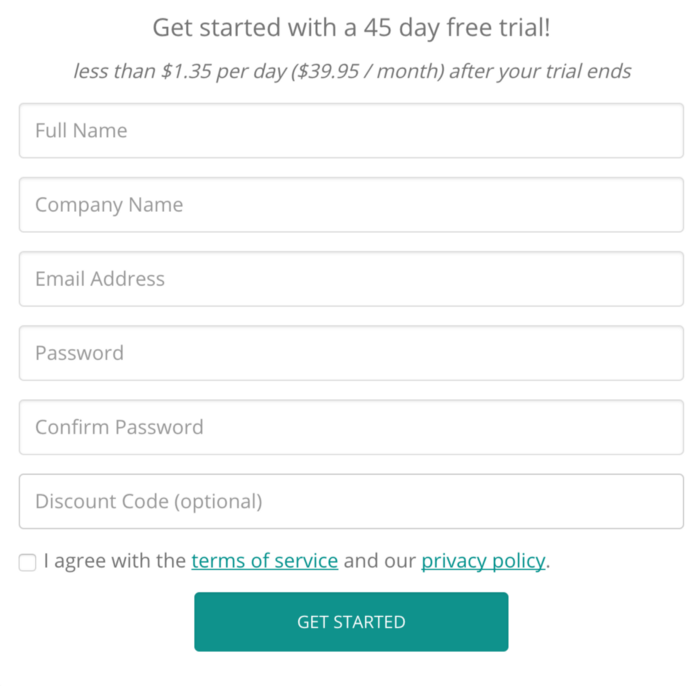 Get started with a 45 day free trial!
less than $1.35 per day ($39.95 / month) after your trial ends
Full Name
Company Name
Email Address
Password
Confirm Password
Discount Code (optional)
I agree with the terms of service and our privacy policy.
GET STARTED